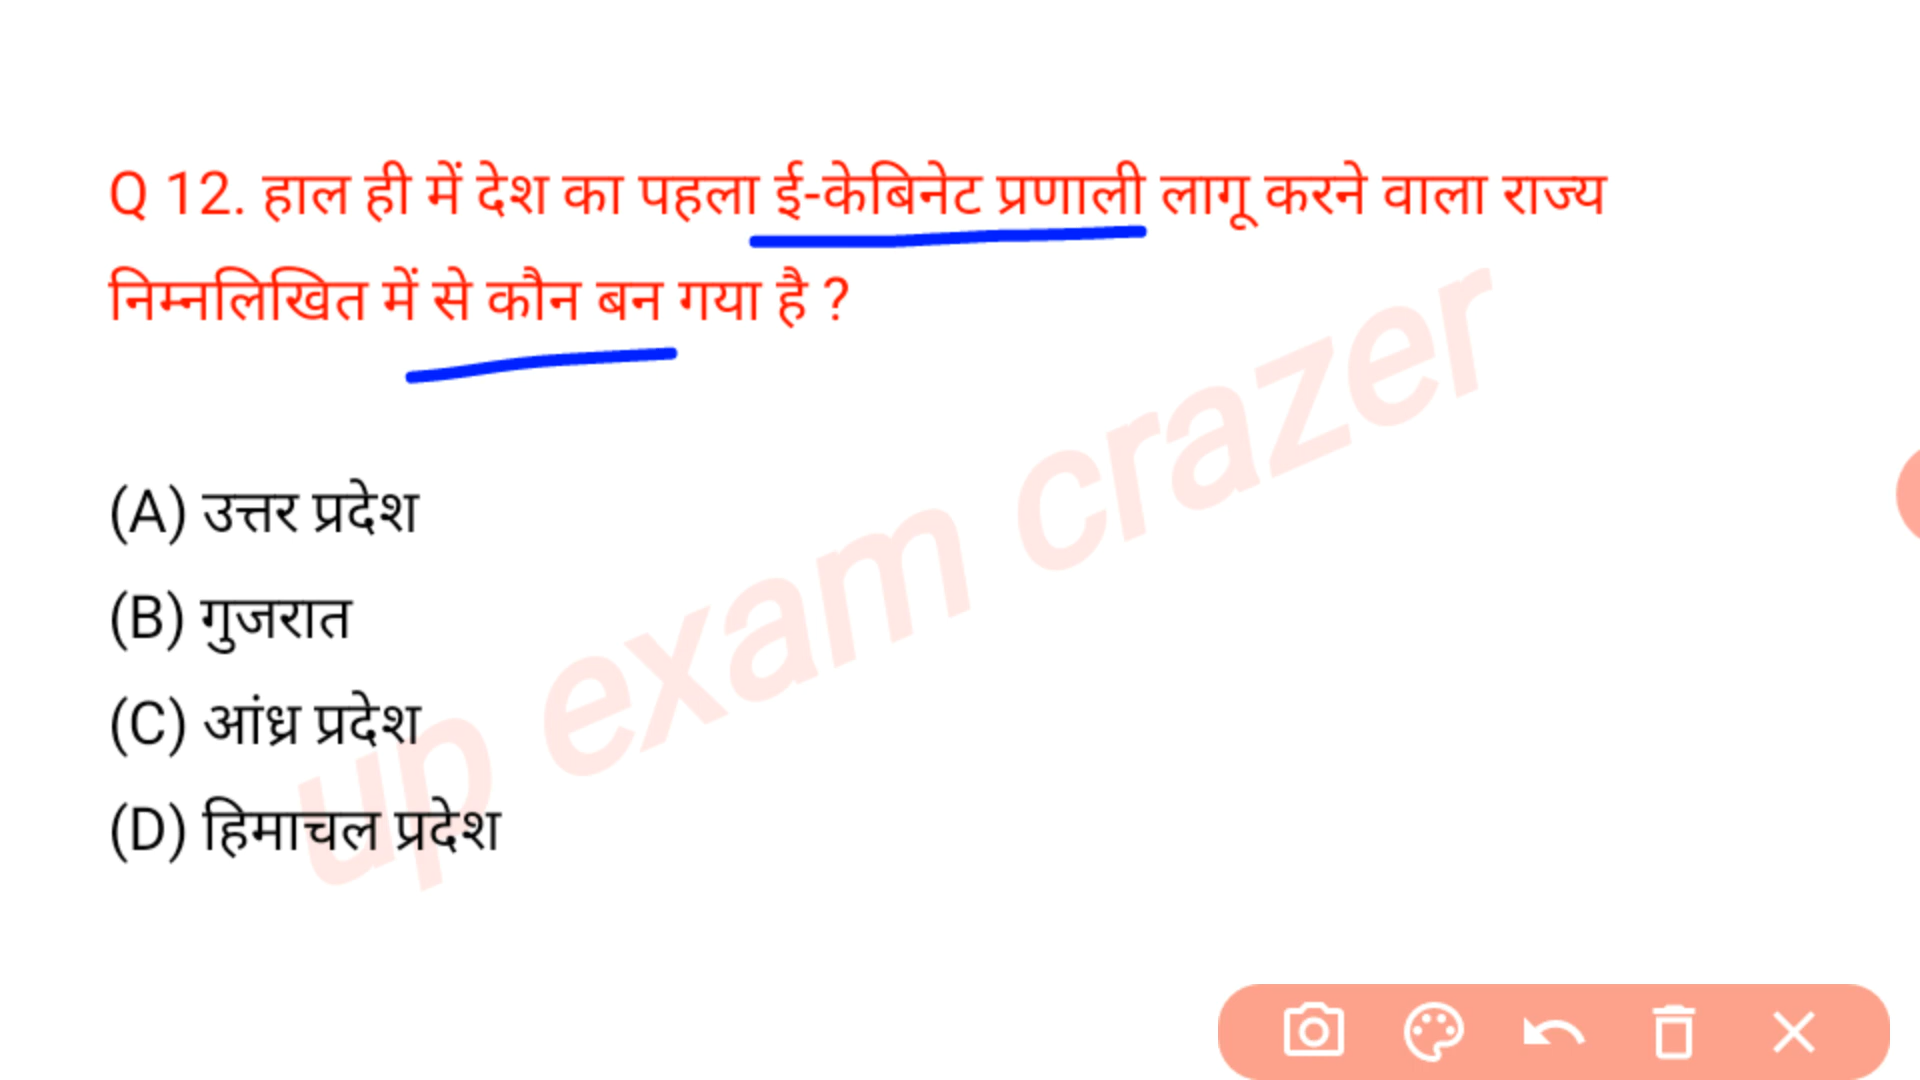 Q 12. हाल ही में देश का पहला ई-केबिनेट प्रणाली लागू करने वाला राज्य
निम्नलिखित में से कौन बन गया है ?
(A) उत्तर प्रदेश
(B) गुजरात
(C) आंध्र प्रदेश
(D) हिमाचल प्रदेश
up exam crazer